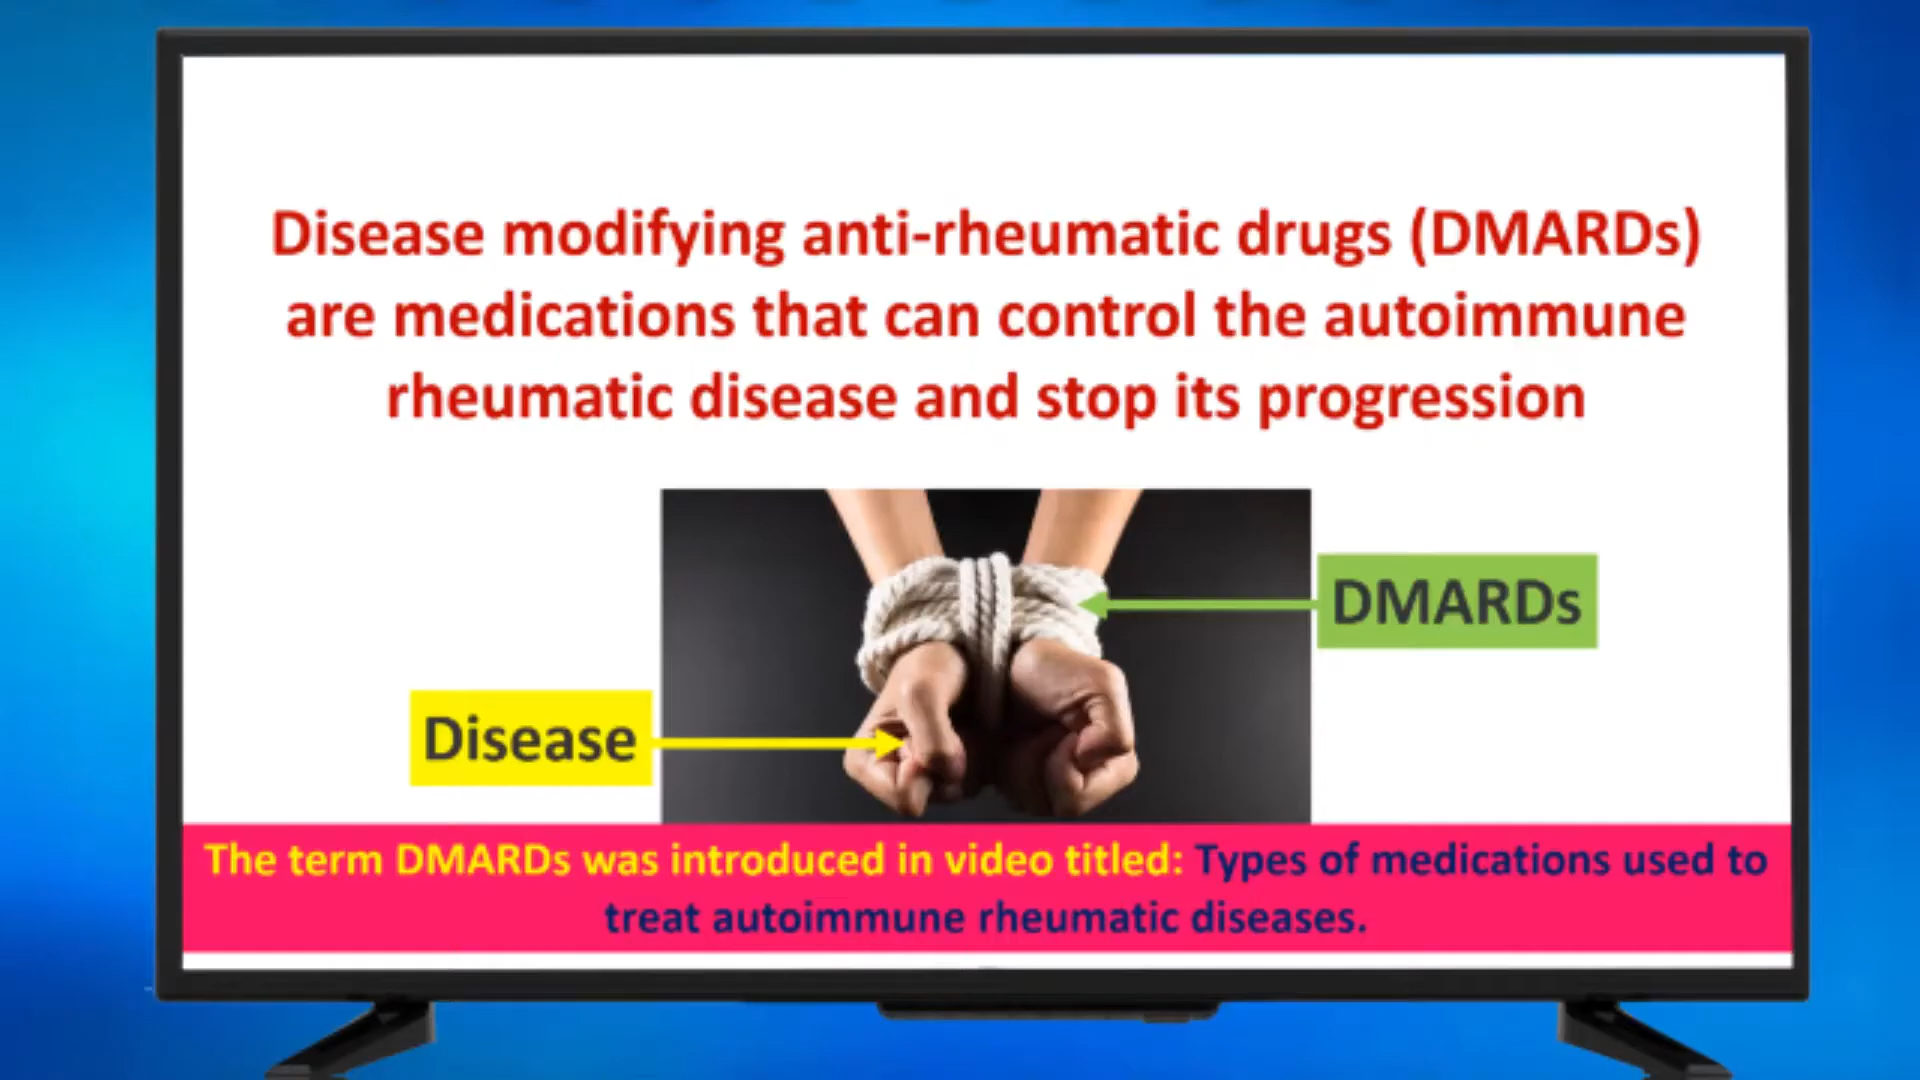 Disease modifying anti-rheumatic drugs (DMARDs)
are medications that can control the autoimmune
rheumatic disease and stop its progression
DMARDs
Disease
The term DMARDs was introduced in video titled: Types of medications used to
treat autoimmune rheumatic diseases.